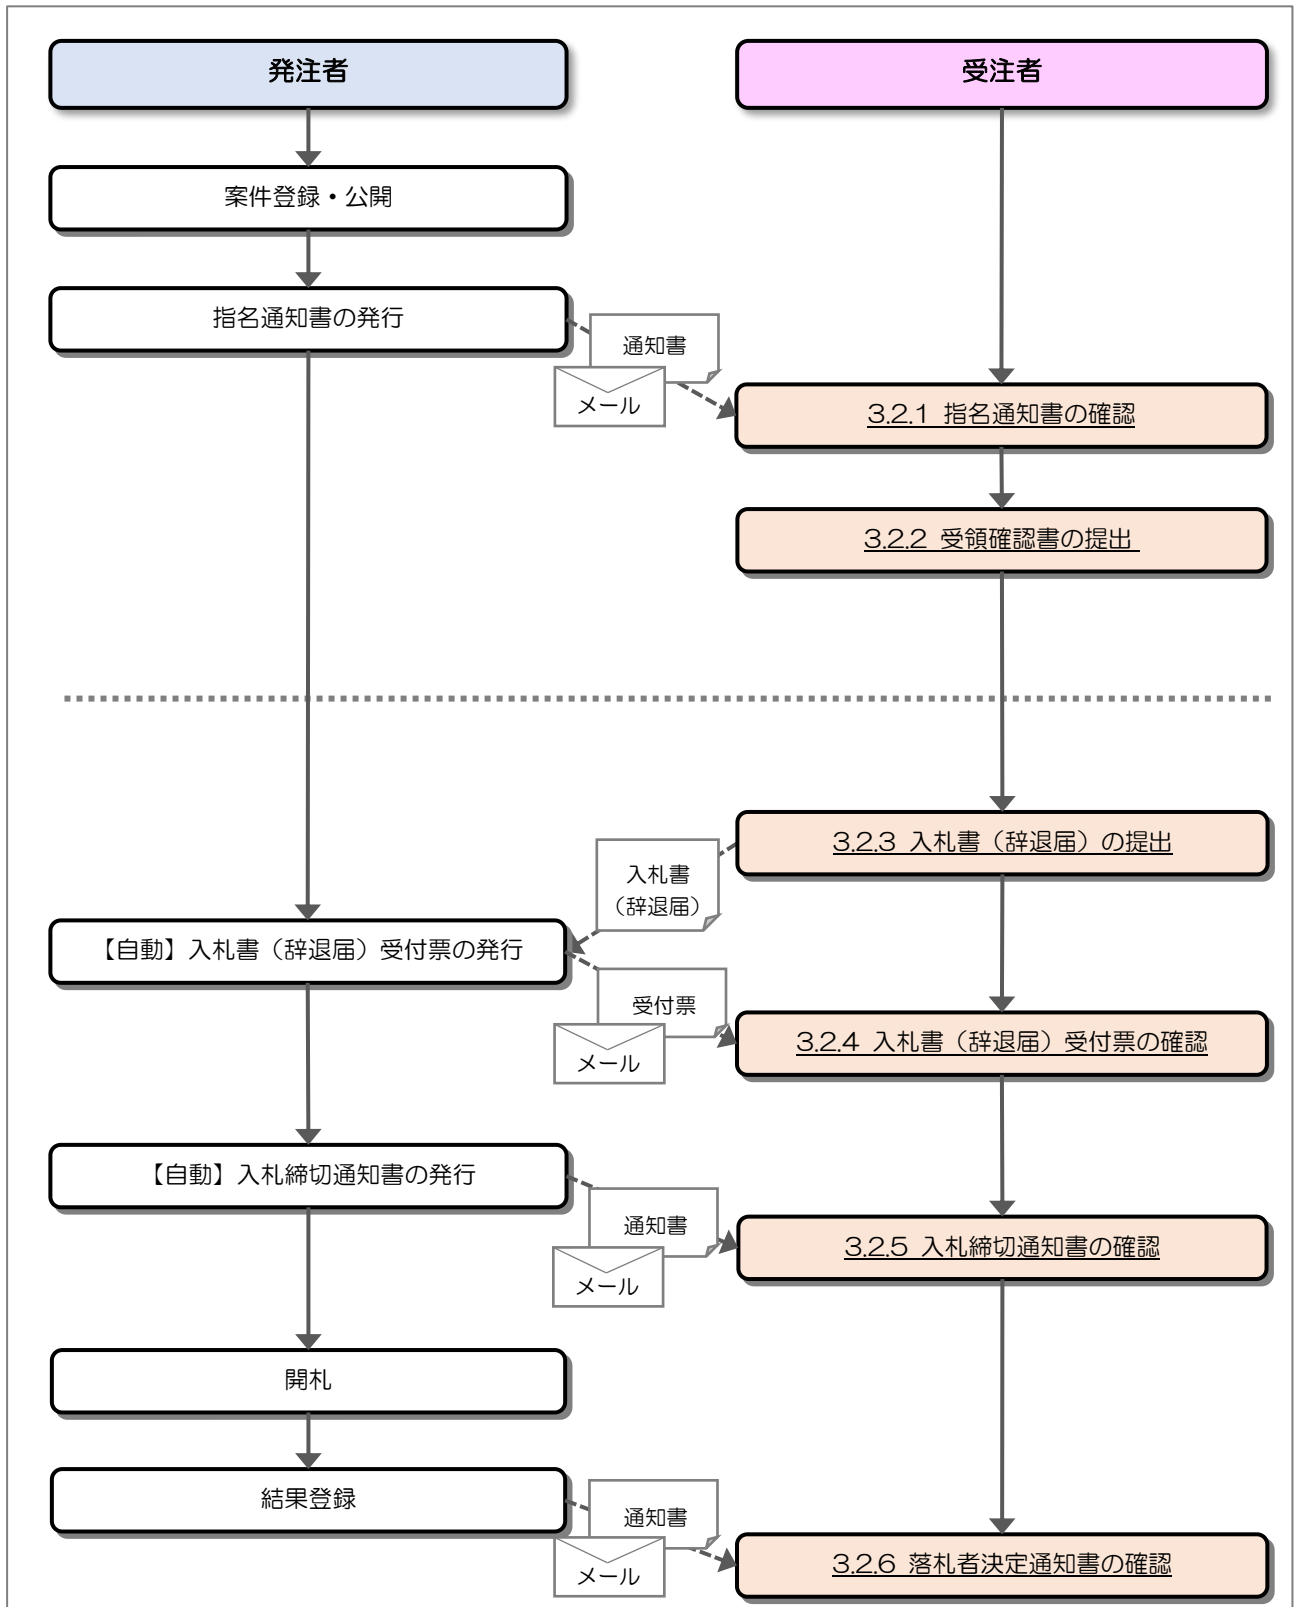 発注者
受注者
案件登録・公開
指名通知書の発行
通知書
メール
3.2.1 指名通知書の確認
3.2.2 受領確認書の提出
3.2.3 入札書（辞退届）の提出
入札書
（辞退届）
【自動】入札書（辞退届）受付票の発行
受付票
メール
3.2.4 入札書（辞退届）受付票の確認
【自動】入札締切通知書の発行
通知書
メール
3.2.5 入札締切通知書の確認
開札
結果登録
通知書
メール
3.2.6 落札者決定通知書の確認